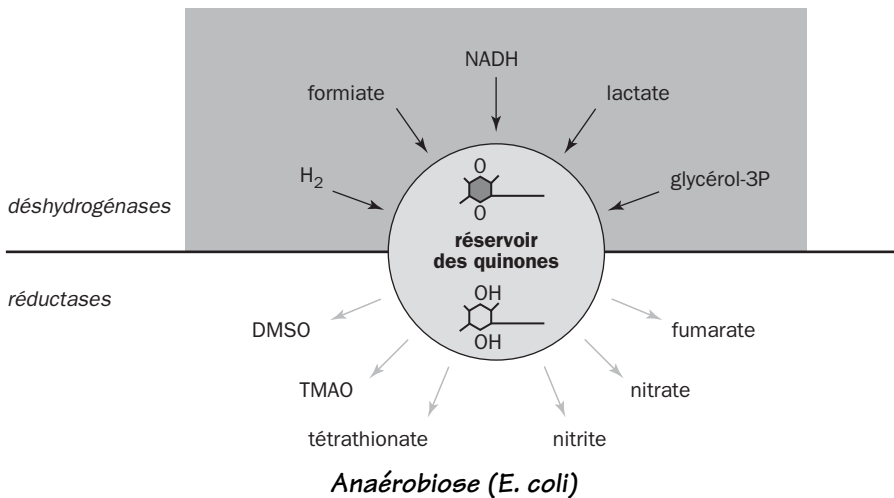 NADH
formiate
lactate
H2
glycérol-3P
O
O
déshydrogénases
réservoir
des quinones
réductases
OH
OH
DMSO
fumarate
TMAO
nitrate
tétrathionate
nitrite
Anaérobiose (E. coli)